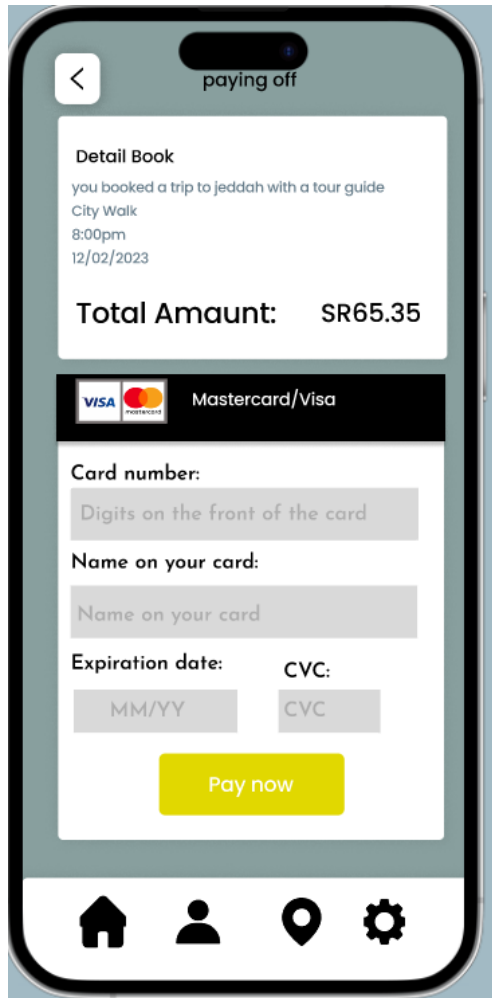 paying off
Detail Book
you booked a trip to jeddah with a tour guide
City Walk
8:00pm
12/02/2023
Total Amaunt: SR65.35
VISA mastercard Mastercard/Visa
Card number:
Digits on the front of the card
Name on your card:
Name on your card
Expiration date: CVC:
MM/YY CVC
Pay now